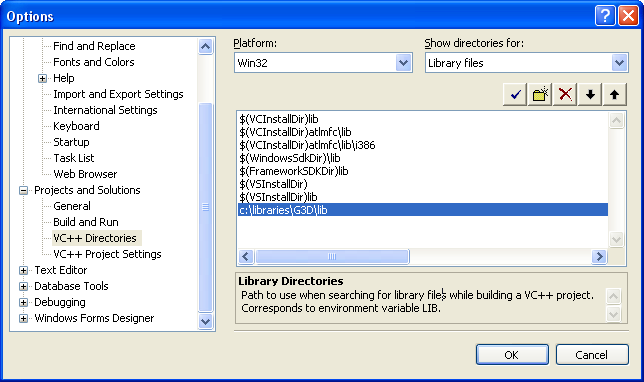 Options
Find and Replace
Fonts and Colors
Help
Import and Export Settings
International Settings
Keyboard
Startup
Task List
Web Browser
Projects and Solutions
General
Build and Run
VC++ Directories
VC++ Project Settings
Text Editor
Database Tools
Debugging
Windows Forms Designer
Platform:
Win32
Show directories for:
Library files
$(VCInstallDir)lib
$(VCInstallDir)atlmfc\lib
$(VCInstallDir)atlmfc\lib\i386
$(WindowsSdkDir)\lib
$(FrameworkSDKDir)lib
$(VSInstallDir)
$(VSInstallDir)lib
c:\libraries\G3D\lib
Library Directories
Path to use when searching for library files while building a VC++ project.
Corresponds to environment variable LIB.
OK
Cancel